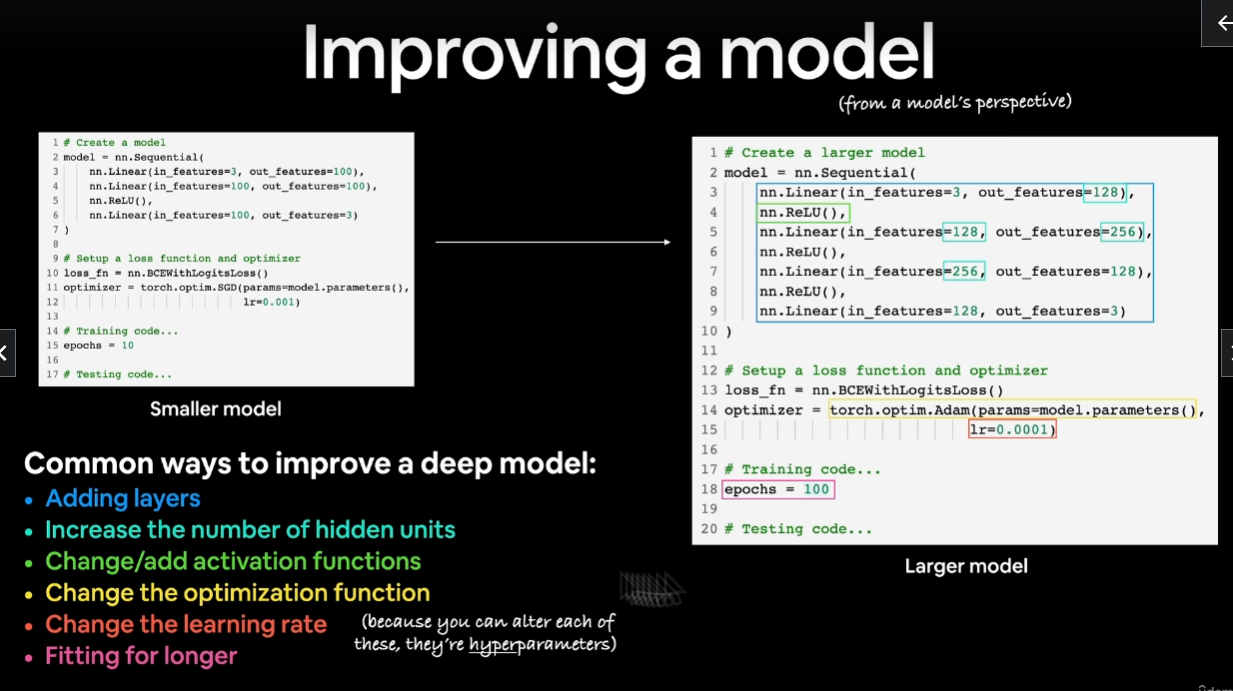 Improving a model
(from a model's perspective)
1 # Create a model
2 model = nn.Sequential(
3 nn.Linear(in_features=3, out_features=100),
4 nn.Linear(in_features=100, out_features=100),
5 nn.ReLU(),
6 nn.Linear(in_features=100, out_features=3)
7 )
8
9 # Setup a loss function and optimizer
10 loss_fn = nn.BCEWithLogitsLoss()
11 optimizer = torch.optim.SGD(params=model.parameters(),
12 lr=0.001)
13
14 # Training code...
15 epochs = 10
16
17 # Testing code...
Smaller model
1 # Create a larger model
2 model = nn.Sequential(
3 nn.Linear(in_features=3, out_features=128),
4 nn.ReLU(),
5 nn.Linear(in_features=128, out_features=256),
6 nn.ReLU(),
7 nn.Linear(in_features=256, out_features=128),
8 nn.ReLU(),
9 nn.Linear(in_features=128, out_features=3)
10 )
11
12 # Setup a loss function and optimizer
13 loss_fn = nn.BCEWithLogitsLoss()
14 optimizer = torch.optim.Adam(params=model.parameters(),
15 lr=0.0001)
16
17 # Training code...
18 epochs = 100
19
20 # Testing code...
Larger model
Common ways to improve a deep model:
• Adding layers
• Increase the number of hidden units
• Change/add activation functions
• Change the optimization function
• Change the learning rate
• Fitting for longer
(because you can alter each of
these, they're hyperparameters)